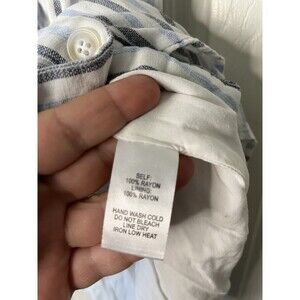 SELF:
100% RAYON
LINING:
100% RAYON
HAND WASH COLD
DO NOT BLEACH
LINE DRY
IRON LOW HEAT